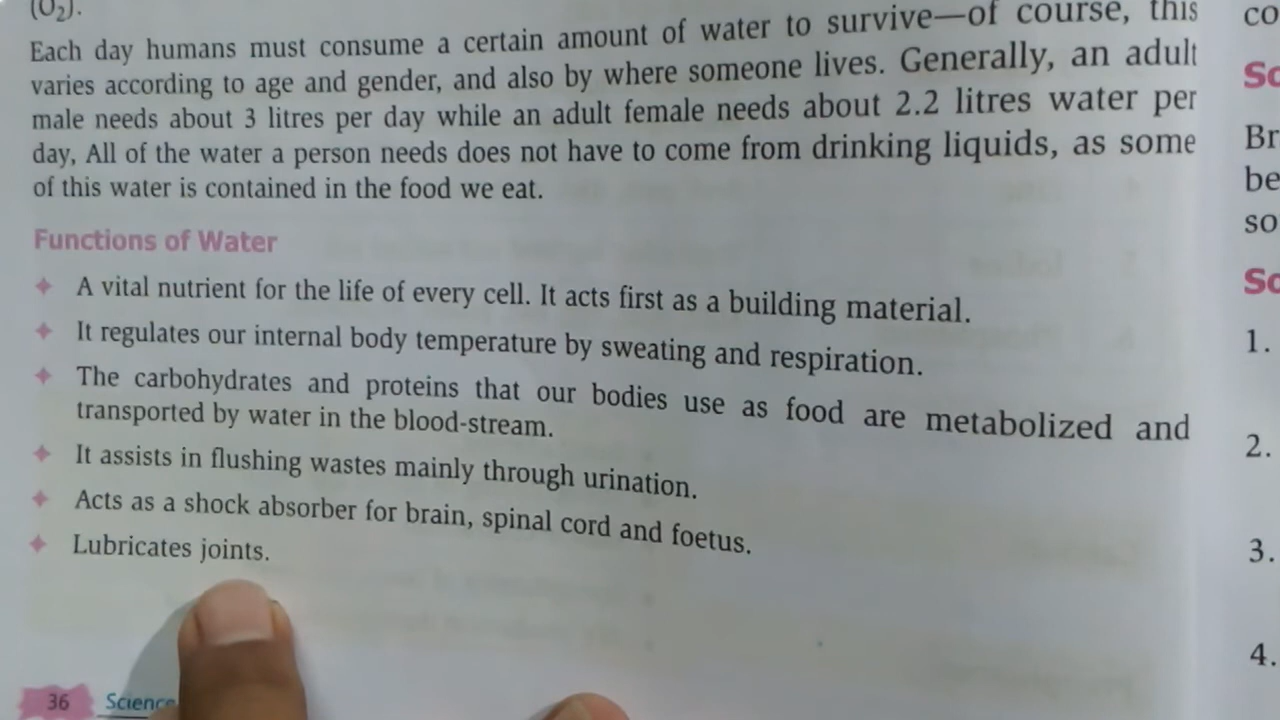 (O₂).
Each day humans must consume a certain amount of water to survive—of course, this
varies according to age and gender, and also by where someone lives. Generally, an adult
male needs about 3 litres per day while an adult female needs about 2.2 litres water per
day, All of the water a person needs does not have to come from drinking liquids, as some
of this water is contained in the food we eat.
Functions of Water
A vital nutrient for the life of every cell. It acts first as a building material.
It regulates our internal body temperature by sweating and respiration.
The carbohydrates and proteins that our bodies use as food are metabolized and
transported by water in the blood-stream.
It assists in flushing wastes mainly through urination.
Acts as a shock absorber for brain, spinal cord and foetus.
Lubricates joints.
36 Science
1.
2.
3.
4.